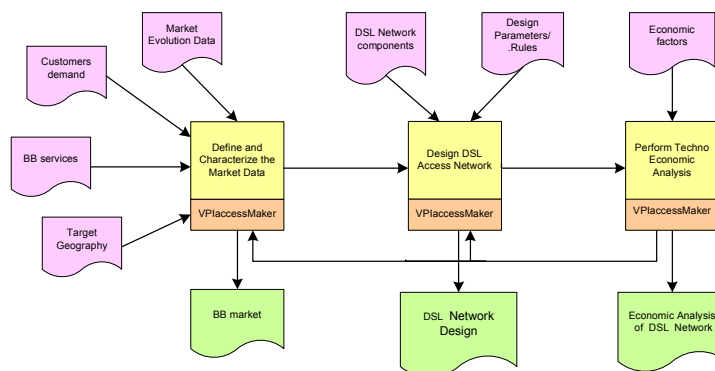 Market
Evolution Data
DSL Network
components
Design
Parameters/
.Rules
Economic
factors
Customers
demand
BB services
Target
Geography
Define and
Characterize the
Market Data
VPIaccessMaker
Design DSL
Access Network
VPIaccessMaker
Perform Techno
Economic
Analysis
VPIaccessMaker
BB market
DSL Network
Design
Economic Analysis
of DSL Network